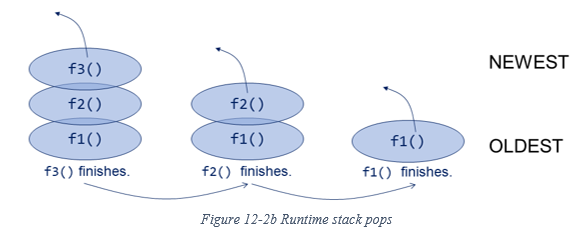 f3()
f2()
f1()
f3() finishes.
f2()
f1()
f2() finishes.
f1()
f1() finishes.
NEWEST
OLDEST
Figure 12-2b Runtime stack pops